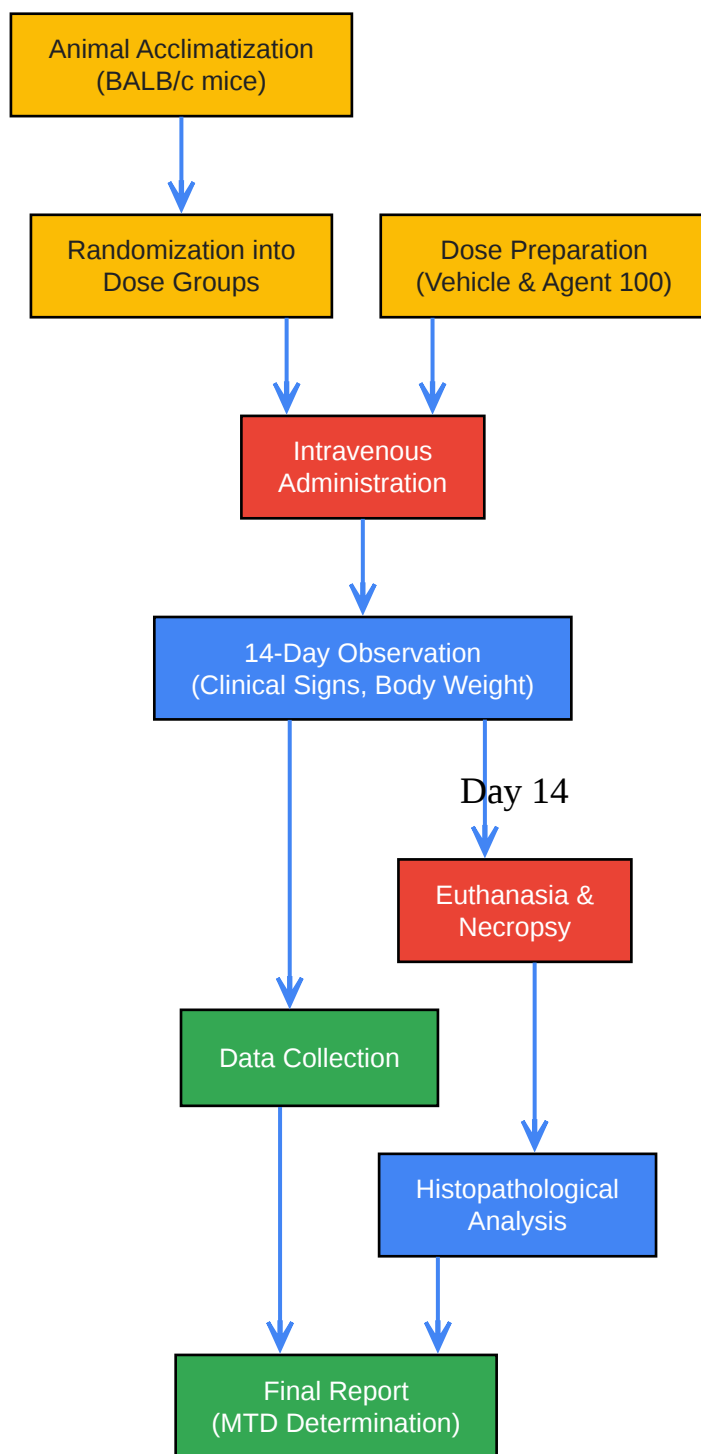 Animal Acclimatization
(BALB/c mice)
Randomization into
Dose Groups
Dose Preparation
(Vehicle & Agent 100)
Intravenous
Administration
14-Day Observation
(Clinical Signs, Body Weight)
Day 14
Euthanasia &
Necropsy
Data Collection
Histopathological
Analysis
Final Report
(MTD Determination)